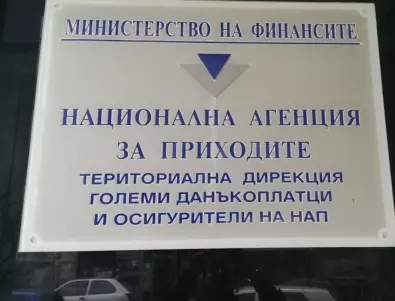 МИНИСТЕРСТВО НА ФИНАНСИТЕ
НАЦИОНАЛНА АГЕНЦИЯ
ЗА ПРИХОДИТЕ
ТЕРИТОРИАЛНА ДИРЕКЦИЯ
ГОЛЕМИ ДАНЪКОПЛАТЦИ
И ОСИГУРИТЕЛИ НА НАП